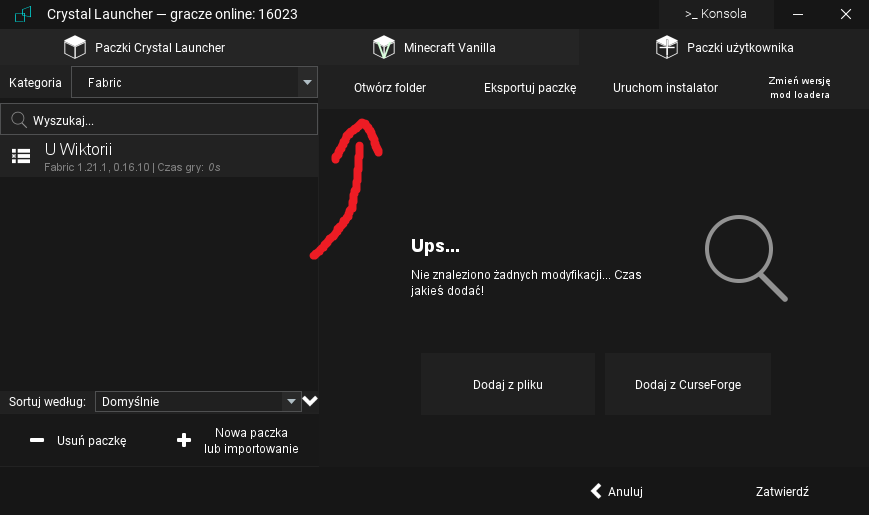 Crystal Launcher — gracze online: 16023
>_ Konsola
Paczki Crystal Launcher
Minecraft Vanilla
Paczki użytkownika
Kategoria
Fabric
Otwórz folder
Eksportuj paczkę
Uruchom instalator
Zmień wersję
mod loadera
Wyszukaj...
U Wiktorii
Fabric 1.21.1, 0.16.10 | Czas gry: 0s
Ups...
Nie znaleziono żadnych modyfikacji... Czas
jakieś dodać!
Dodaj z pliku
Dodaj z CurseForge
Sortuj według:
Domyślnie
Usuń paczkę
Nowa paczka
lub importowanie
Anuluj
Zatwierdź